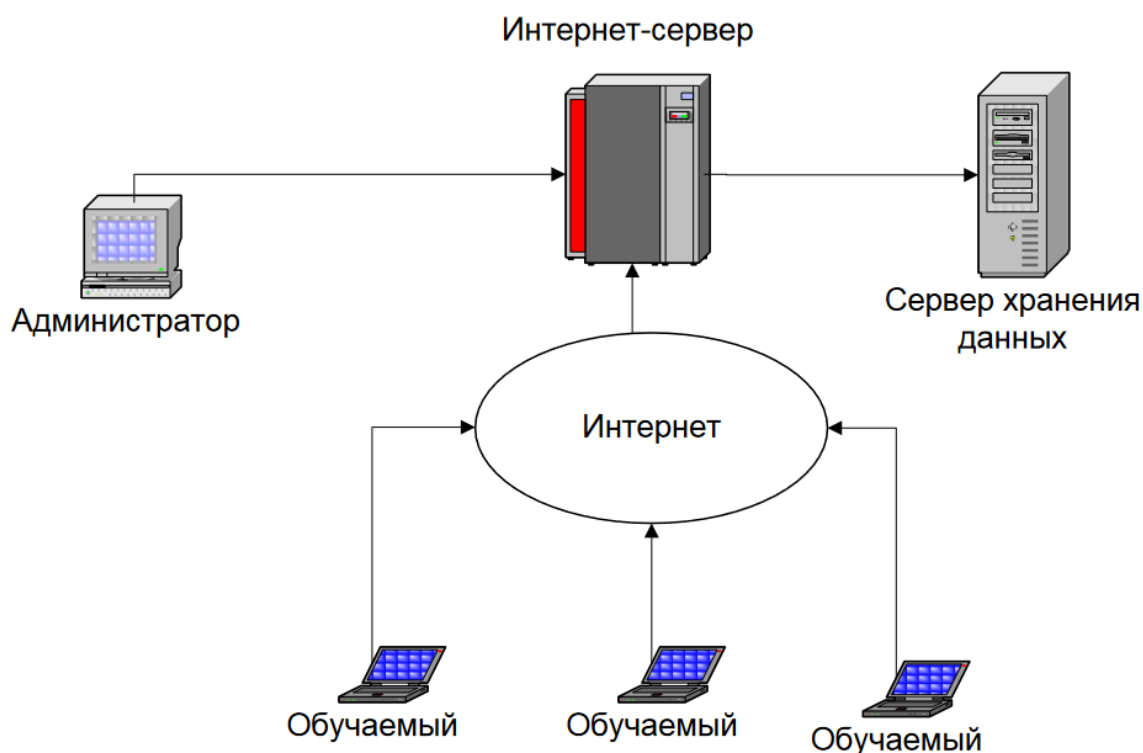 Интернет-сервер
Администратор
Сервер хранения
данных
Интернет
Обучаемый
Обучаемый
Обучаемый